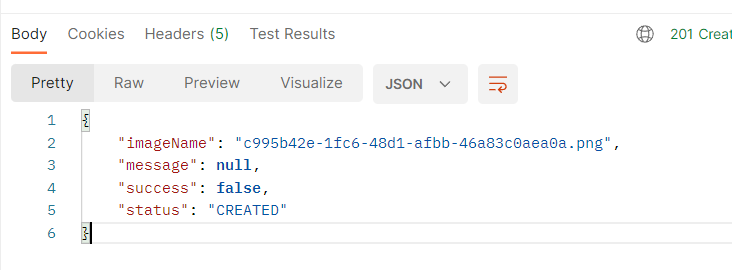 Body Cookies Headers (5) Test Results 201 Creat
Pretty Raw Preview Visualize JSON
1 {
2 "imageName": "c995b42e-1fc6-48d1-afbb-46a83c0aea0a.png",
3 "message": null,
4 "success": false,
5 "status": "CREATED"
6 }